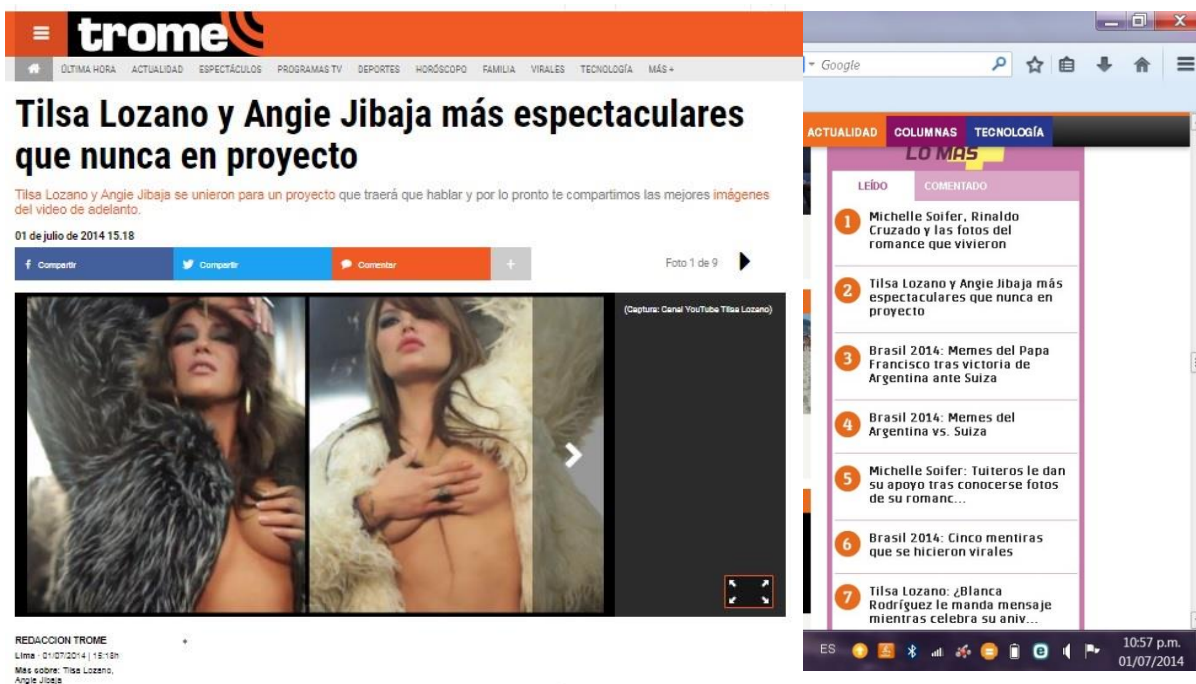 trome
ÚLTIMA HORA ACTUALIDAD ESPECTÁCULOS PROGRAMAS TV DEPORTES HORÓSCOPO FAMILIA VIRALES TECNOLOGÍA MÁS +
Tilsa Lozano y Angie Jibaja más espectaculares
que nunca en proyecto
Tilsa Lozano y Angie Jibaja se unieron para un proyecto que traerá que hablar y por lo pronto te compartimos las mejores imágenes
del video de adelanto.
01 de julio de 2014 15.18
Compartir Compartir Comentar + Foto 1 de 9
(Captura: Canal YouTube Tilsa Lozano)
REDACCION TROME +
Lima - 01/07/2014 | 15:18h
Más sobre: Tilsa Lozano,
Angie Jibaja
Google
ACTUALIDAD COLUMNAS TECNOLOGÍA
LO MAS
LEÍDO COMENTADO
1 Michelle Soifer, Rinaldo
Cruzado y las fotos del
romance que vivieron
2 Tilsa Lozano y Angie Jibaja más
espectaculares que nunca en
proyecto
3 Brasil 2014: Memes del Papa
Francisco tras victoria de
Argentina ante Suiza
4 Brasil 2014: Memes del
Argentina vs. Suiza
5 Michelle Soifer: Tuiteros le dan
su apoyo tras conocerse fotos
de su romanc...
6 Brasil 2014: Cinco mentiras
que se hicieron virales
7 Tilsa Lozano: ¿Blanca
Rodríguez le manda mensaje
mientras celebra su aniv...
ES 10:57 p.m.
01/07/2014